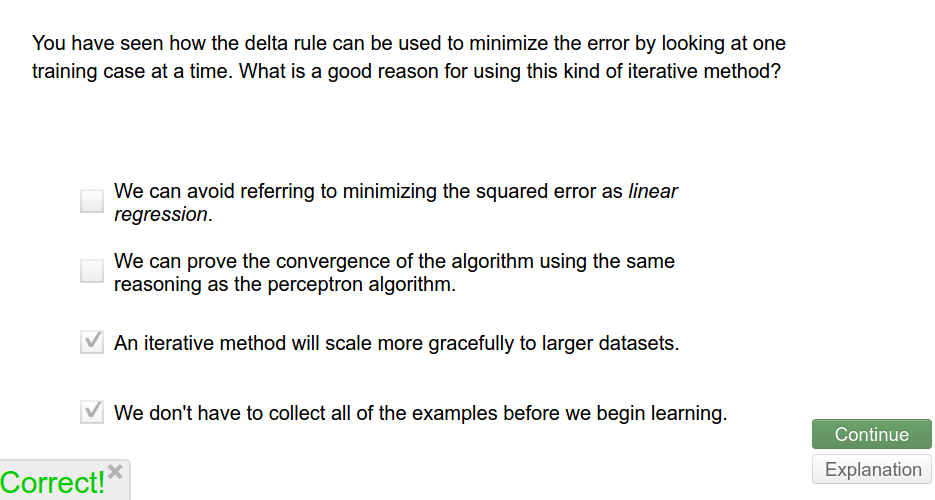 You have seen how the delta rule can be used to minimize the error by looking at one
training case at a time. What is a good reason for using this kind of iterative method?
We can avoid referring to minimizing the squared error as linear
regression.
We can prove the convergence of the algorithm using the same
reasoning as the perceptron algorithm.
An iterative method will scale more gracefully to larger datasets.
We don't have to collect all of the examples before we begin learning.
Continue
Explanation
Correct!